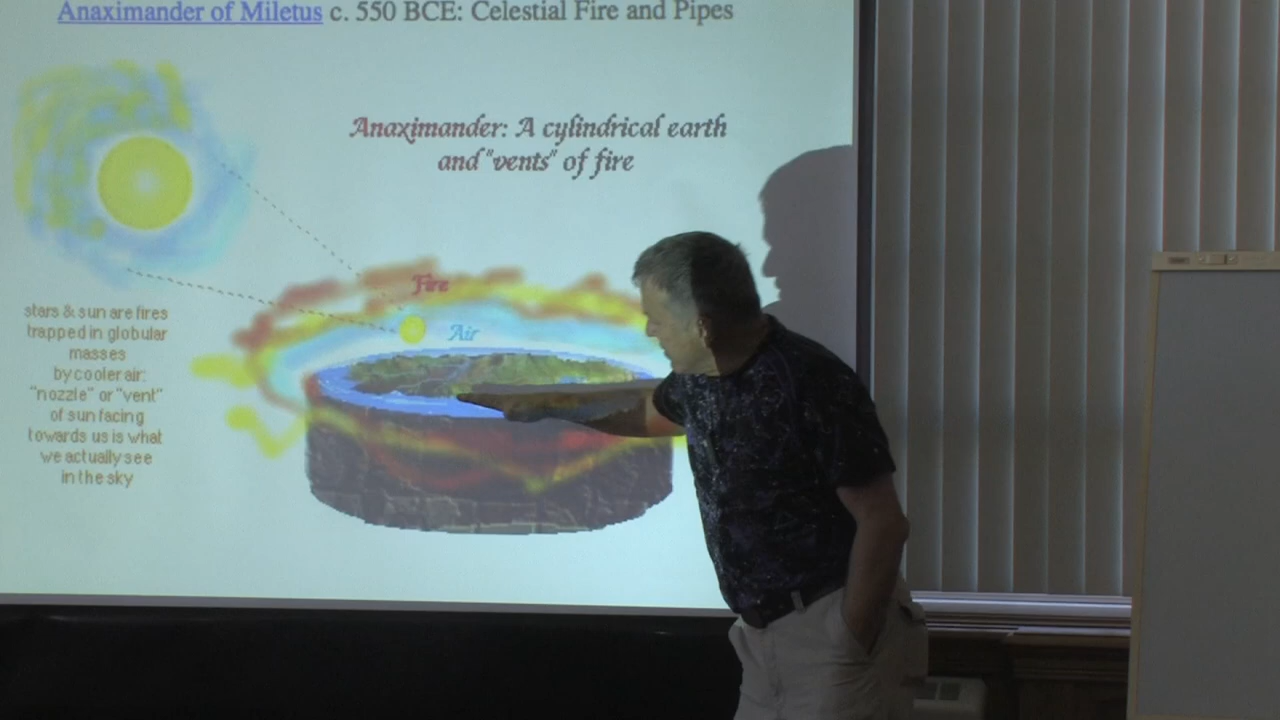 Anaximander of Miletus c. 550 BCE: Celestial Fire and Pipes
Anaximander: A cylindrical earth
and "vents" of fire
Fire
Air
stars & sun are fires
trapped in globular
masses
by cooler air:
"nozzle" or "vent"
of sun facing
towards us is what
we actually see
in the sky